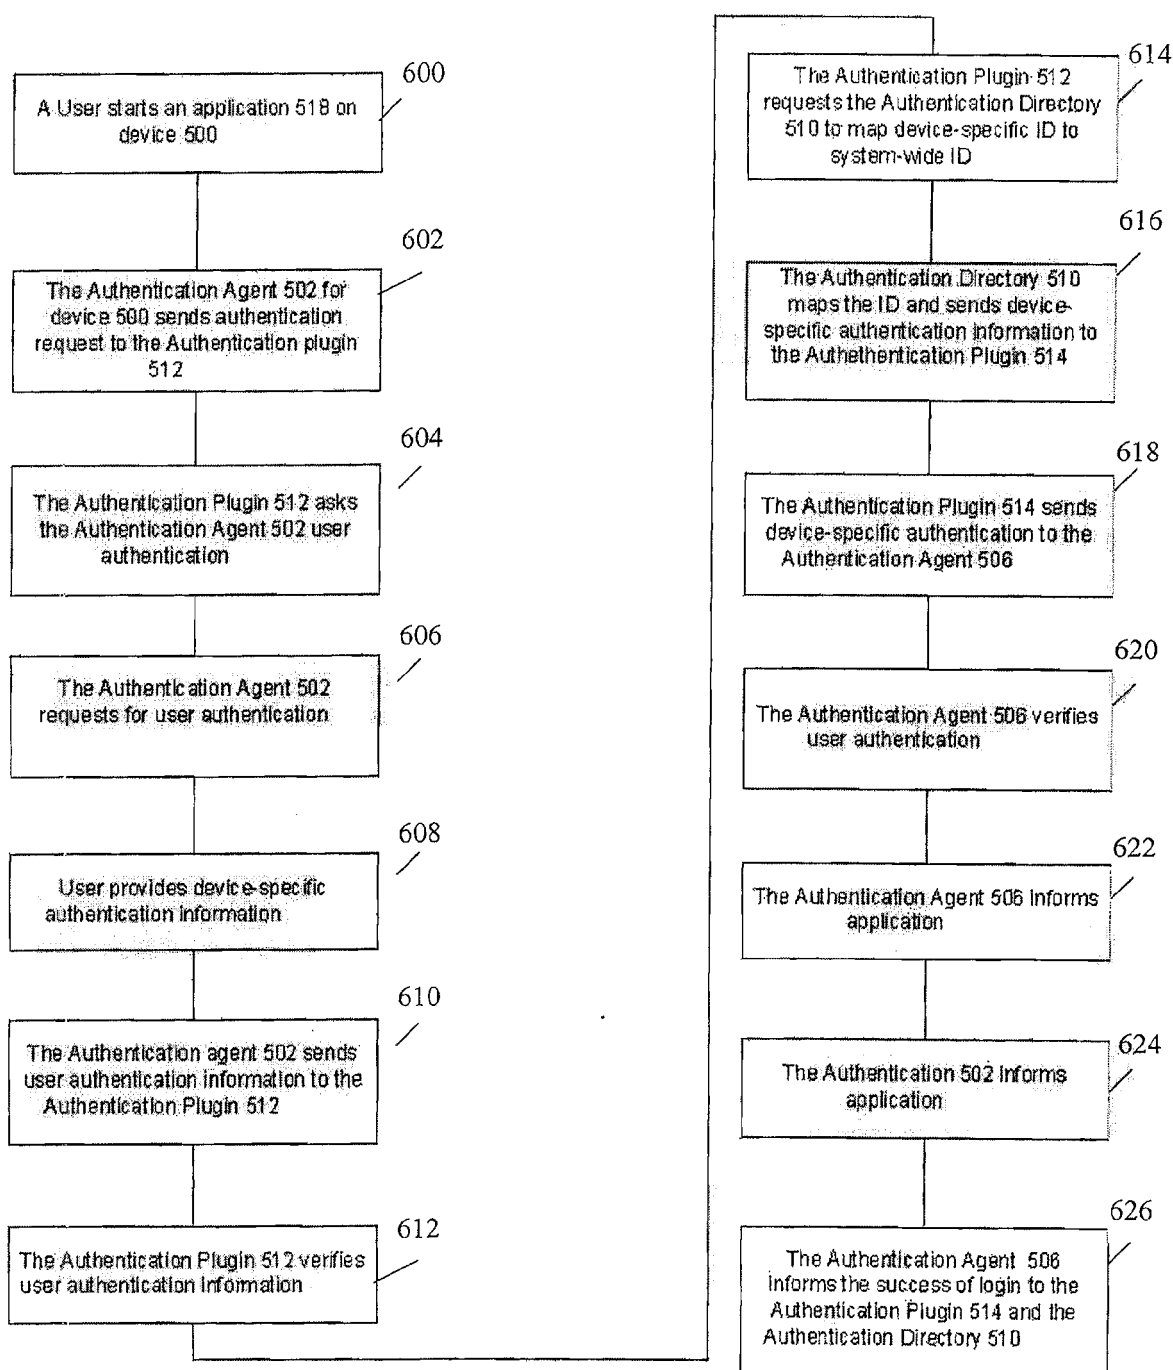 600
A User starts an application 518 on
device 500
602
The Authentication Agent 502 for
device 500 sends authentication
request to the Authentication plugin
512
604
The Authentication Plugin 512 asks
the Authentication Agent 502 user
authentication
606
The Authentication Agent 502
requests for user authentication
608
User provides device-specific
authentication information
610
The Authentication agent 502 sends
user authentication information to the
Authentication Plugin 512
612
The Authentication Plugin 512 verifies
user authentication information
614
The Authentication Plugin 512
requests the Authentication Directory
510 to map device-specific ID to
system-wide ID
616
The Authentication Directory 510
maps the ID and sends device-
specific authentication information to
the Authethentication Plugin 514
618
The Authentication Plugin 514 sends
device-specific authentication to the
Authentication Agent 506
620
The Authentication Agent 506 verifies
user authentication
622
The Authentication Agent 506 informs
application
624
The Authentication 502 informs
application
626
The Authentication Agent 506
informs the success of login to the
Authentication Plugin 514 and the
Authentication Directory 510